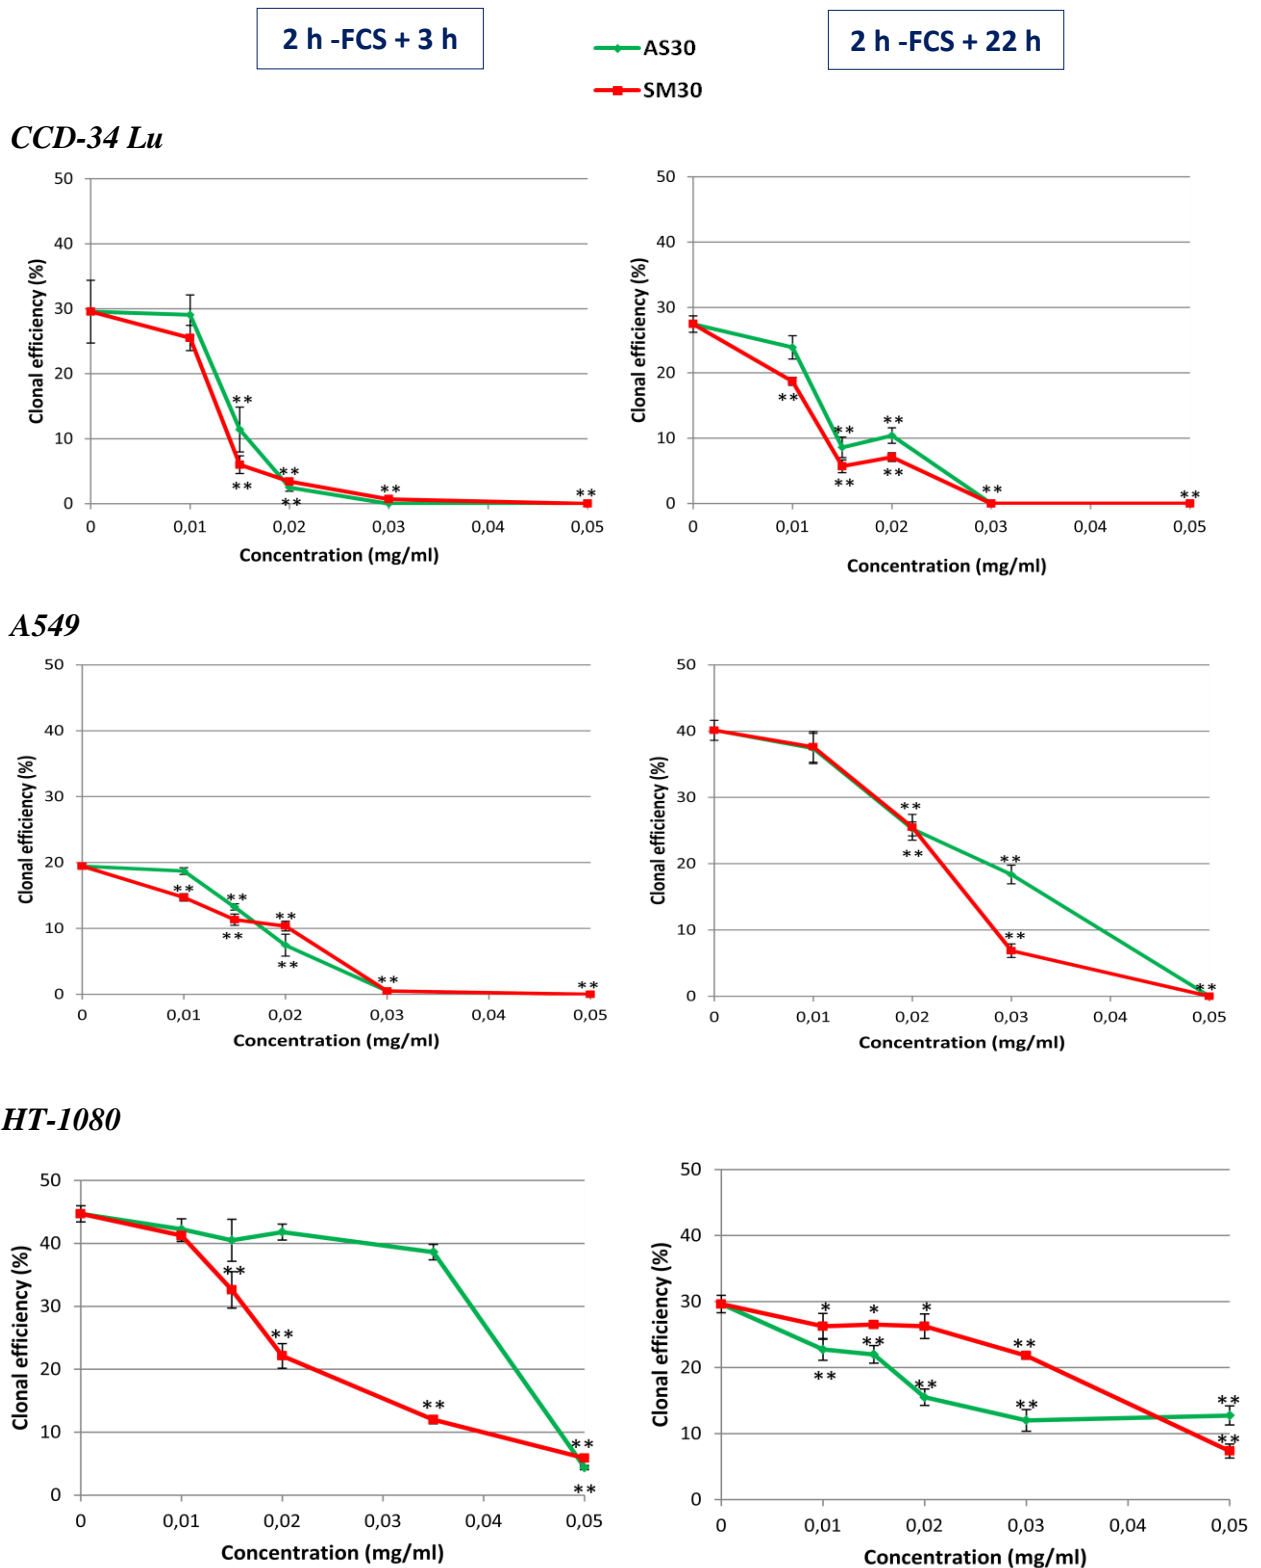 2 h -FCS + 3 h
AS30
SM30
2 h -FCS + 22 h
CCD-34 Lu
50
40
30
20
10
0
Clonal efficiency (%)
**
**
**
**
**
**
0 0,01 0,02 0,03 0,04 0,05
Concentration (mg/ml)
50
40
30
20
10
0
Clonal efficiency (%)
**
**
**
**
**
**
**
0 0,01 0,02 0,03 0,04 0,05
Concentration (mg/ml)
A549
50
40
30
20
10
0
Clonal efficiency (%)
**
**
**
**
**
**
**
0 0,01 0,02 0,03 0,04 0,05
Concentration (mg/ml)
50
40
30
20
10
0
Clonal efficiency (%)
**
**
**
**
**
0 0,01 0,02 0,03 0,04 0,05
Concentration (mg/ml)
HT-1080
50
40
30
20
10
0
Clonal efficiency (%)
**
**
**
**
**
0 0,01 0,02 0,03 0,04 0,05
Concentration (mg/ml)
50
40
30
20
10
0
Clonal efficiency (%)
* * *
**
**
**
**
**
**
**
0 0,01 0,02 0,03 0,04 0,05
Concentration (mg/ml)